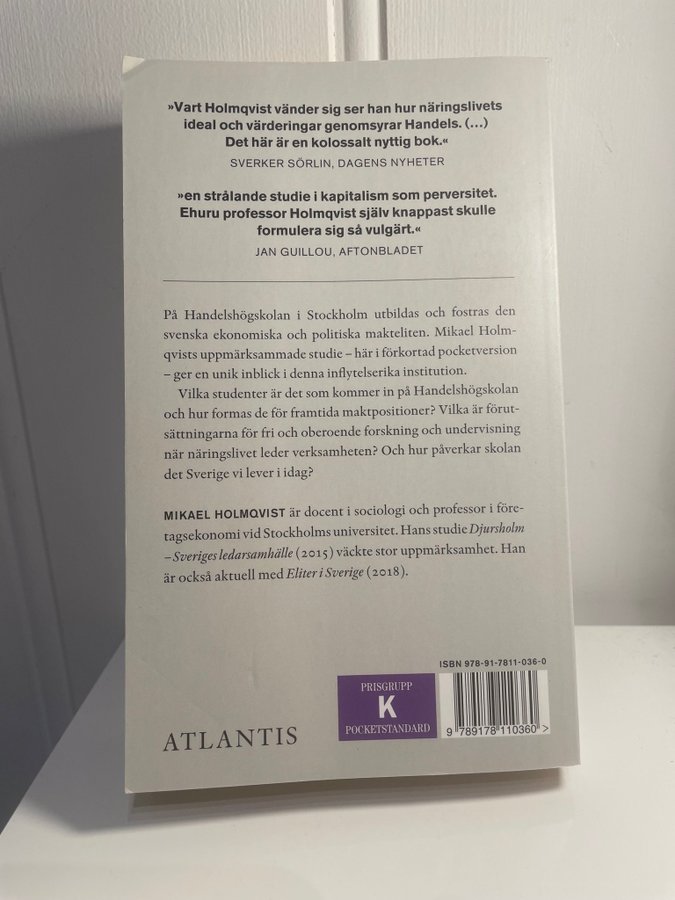 »Vart Holmqvist vänder sig ser han hur näringslivets
ideal och värderingar genomsyrar Handels. (…)
Det här är en kolossalt nyttig bok.«
SVERKER SÖRLIN, DAGENS NYHETER
»en strålande studie i kapitalism som perversitet.
Ehuru professor Holmqvist själv knappast skulle
formulera sig så vulgärt.«
JAN GUILLOU, AFTONBLADET
På Handelshögskolan i Stockholm utbildas och fostras den
svenska ekonomiska och politiska makteliten. Mikael Holm-
qvists uppmärksammade studie – här i förkortad pocketversion
– ger en unik inblick i denna inflytelserika institution.
Vilka studenter är det som kommer in på Handelshögskolan
och hur formas de för framtida maktpositioner? Vilka är förut-
sättningarna för fri och oberoende forskning och undervisning
när näringslivet leder verksamheten? Och hur påverkar skolan
det Sverige vi lever i idag?
MIKAEL HOLMQVIST är docent i sociologi och professor i före-
tagsekonomi vid Stockholms universitet. Hans studie Djursholm
– Sveriges ledarsamhälle (2015) väckte stor uppmärksamhet. Han
är också aktuell med Eliter i Sverige (2018).
ISBN 978-91-7811-036-0
PRISGRUPP
K
POCKETSTANDARD
ATLANTIS
9 789178 110360 >